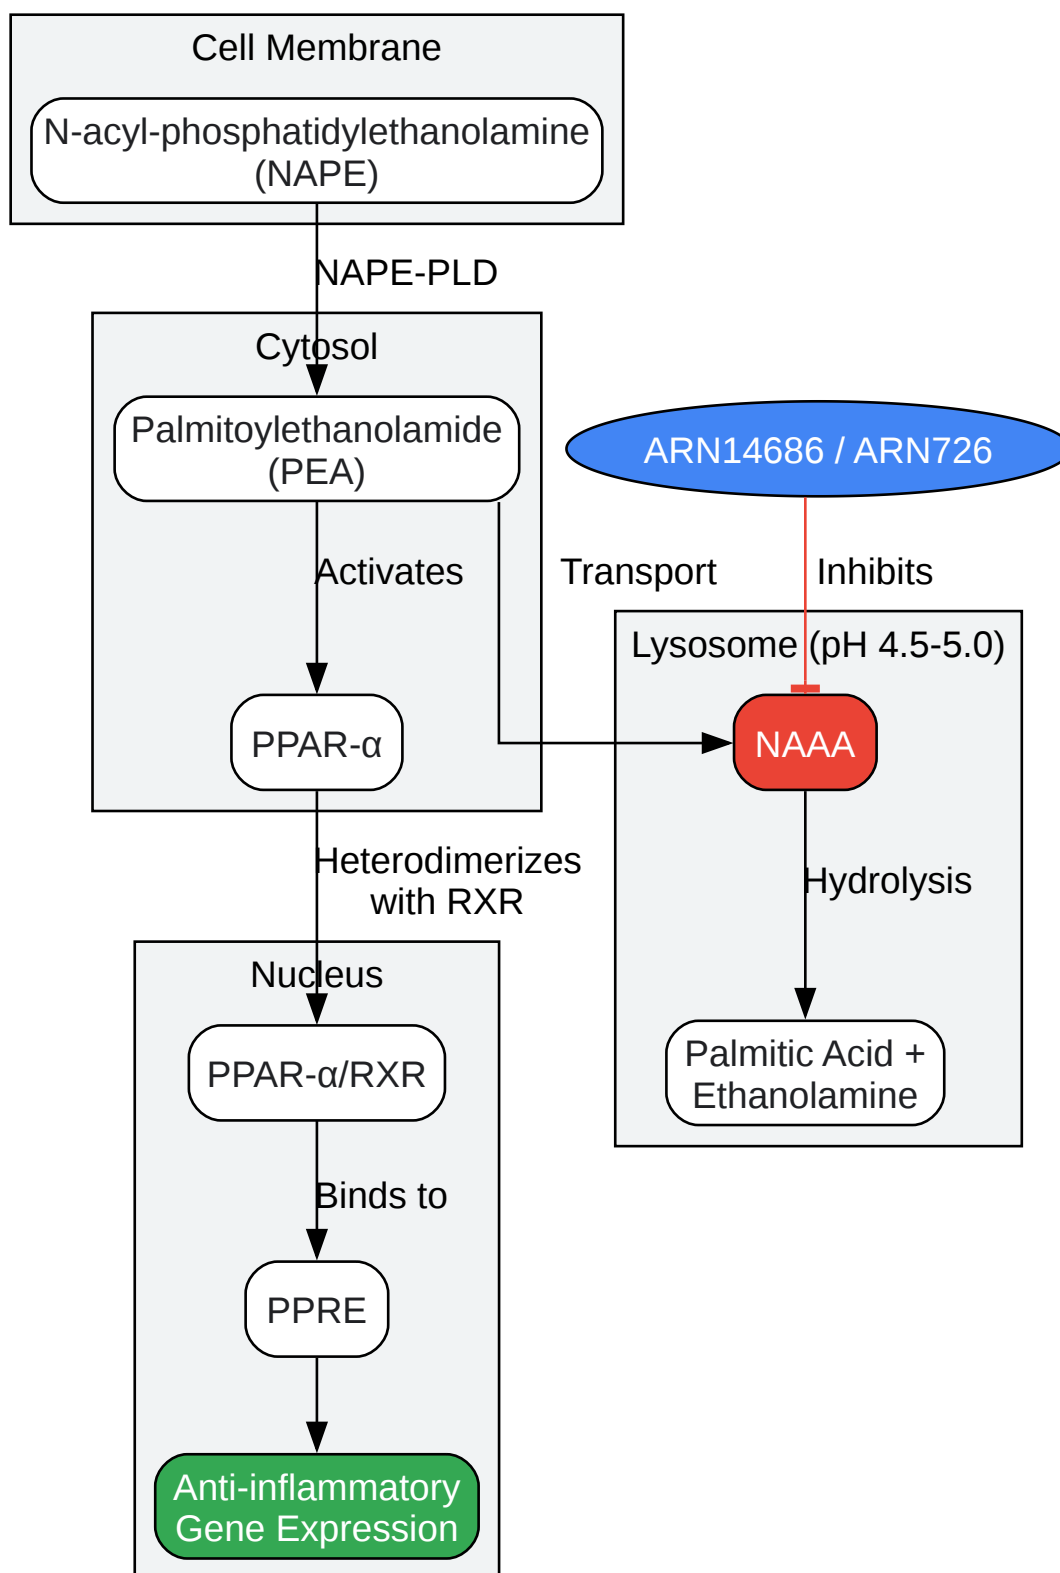 Cell Membrane
N-acyl-phosphatidylethanolamine
(NAPE)
NAPE-PLD
Cytosol
Palmitoylethanolamide
(PEA)
ARN14686 / ARN726
Activates
Transport
Inhibits
Lysosome (pH 4.5-5.0)
PPAR-α
NAAA
Heterodimerizes
with RXR
Hydrolysis
Nucleus
PPAR-α/RXR
Palmitic Acid +
Ethanolamine
Binds to
PPRE
Anti-inflammatory
Gene Expression